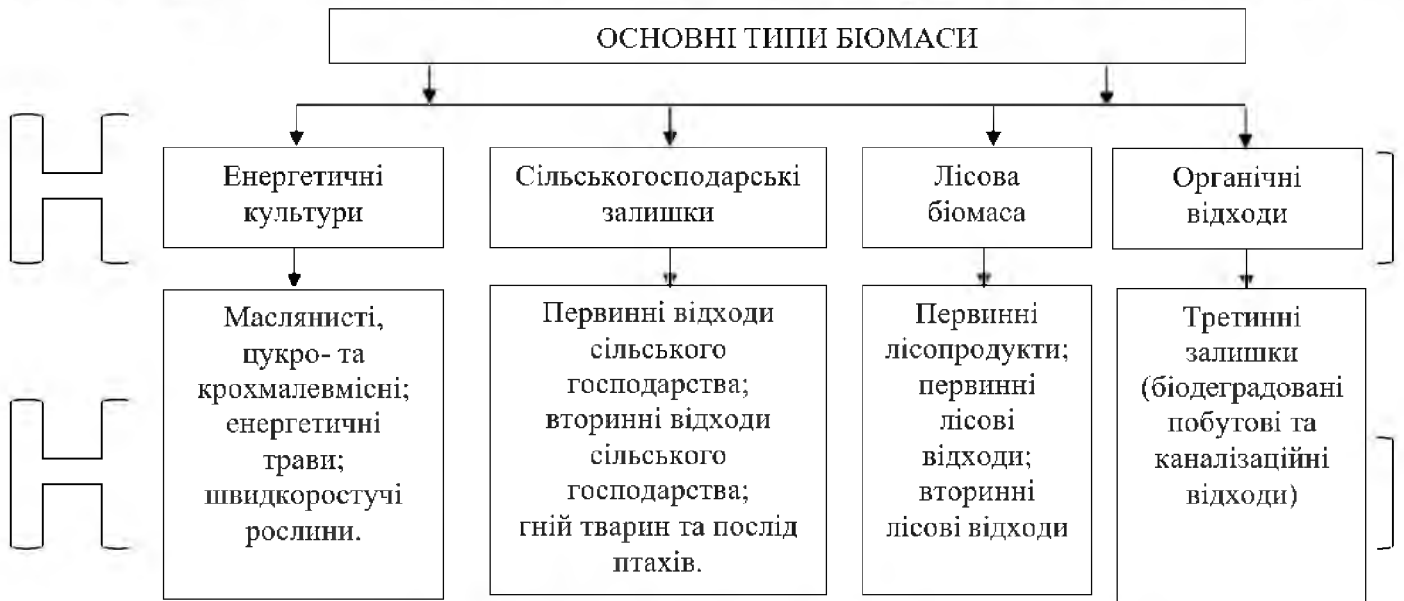 ОСНОВНІ ТИПИ БІОМАСИ
Енергетичні
культури
Сільськогосподарські
залишки
Лісова
біомаса
Органічні
відходи
Маслянисті,
цукро- та
крохмалевмісні;
енергетичні
трави;
швидкоростучі
рослини.
Первинні відходи
сільського
господарства;
вторинні відходи
сільського
господарства;
гній тварин та послід
птахів.
Первинні
лісопродукти;
первинні
лісові
відходи;
вторинні
лісові відходи
Третинні
залишки
(біодеградовані
побутові та
каналізаційні
відходи)